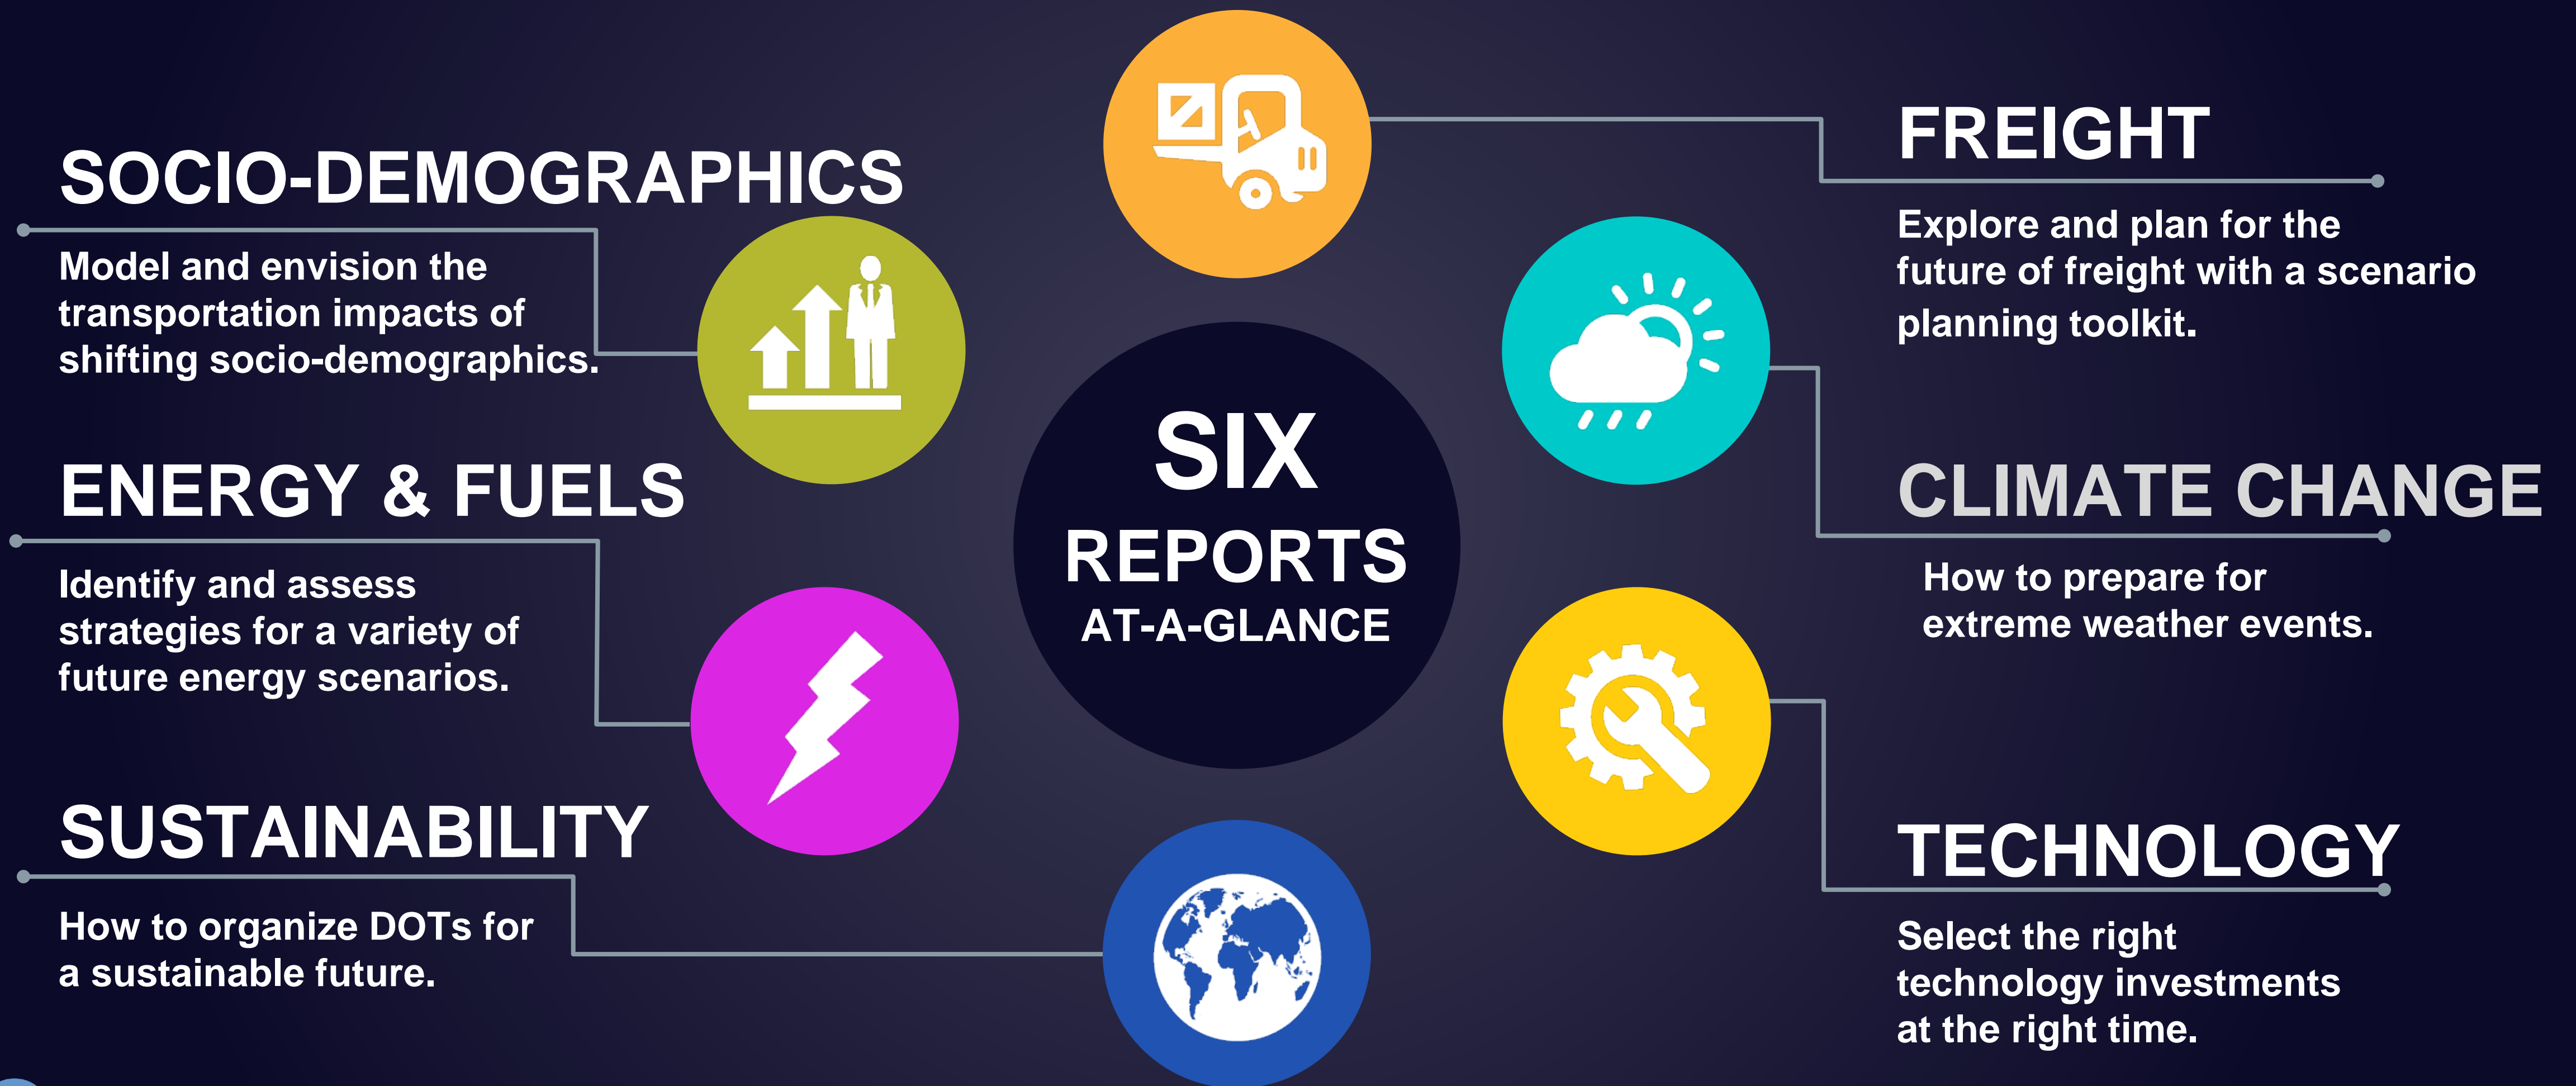 SOCIO-DEMOGRAPHICS
Model and envision the
transportation impacts of
shifting socio-demographics.
ENERGY & FUELS
Identify and assess
strategies for a variety of
future energy scenarios.
SUSTAINABILITY
How to organize DOTs for
a sustainable future.
SIX
REPORTS
AT-A-GLANCE
FREIGHT
Explore and plan for the
future of freight with a scenario
planning toolkit.
CLIMATE CHANGE
How to prepare for
extreme weather events.
TECHNOLOGY
Select the right
technology investments
at the right time.